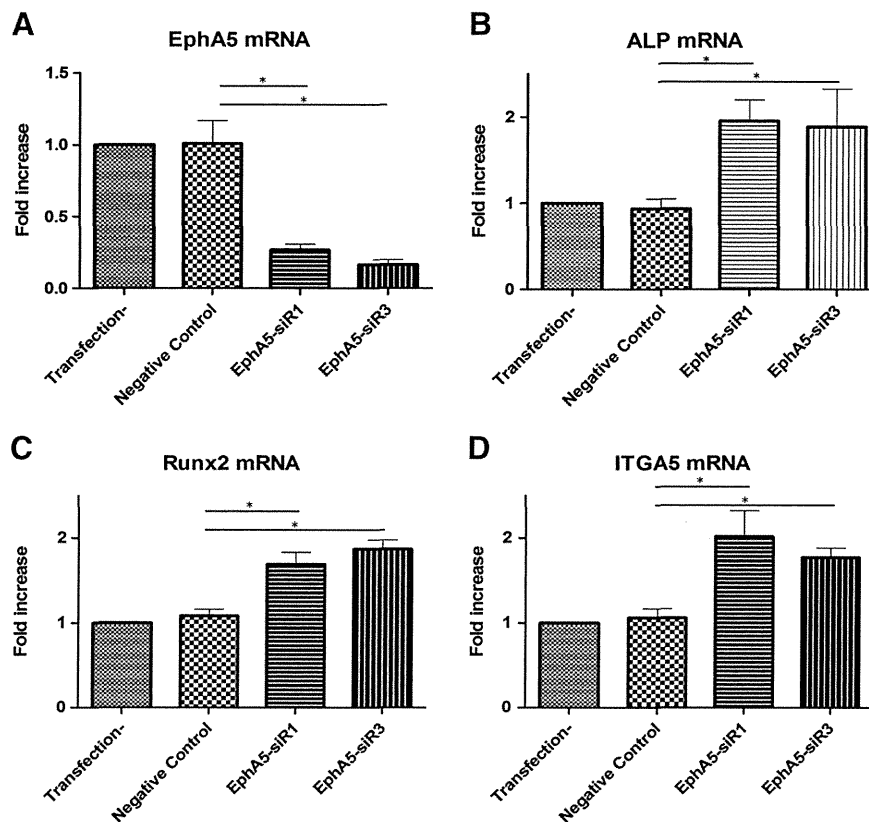 A
EphA5 mRNA
Fold increase
1.5
1.0
0.5
0.0
*
*
Transfection-
Negative Control
EphA5-siR1
EphA5-siR3
B
ALP mRNA
Fold increase
2
1
0
*
*
Transfection-
Negative Control
EphA5-siR1
EphA5-siR3
C
Runx2 mRNA
Fold increase
2
1
0
*
*
Transfection-
Negative Control
EphA5-siR1
EphA5-siR3
D
ITGA5 mRNA
Fold increase
2
1
0
*
*
Transfection-
Negative Control
EphA5-siR1
EphA5-siR3